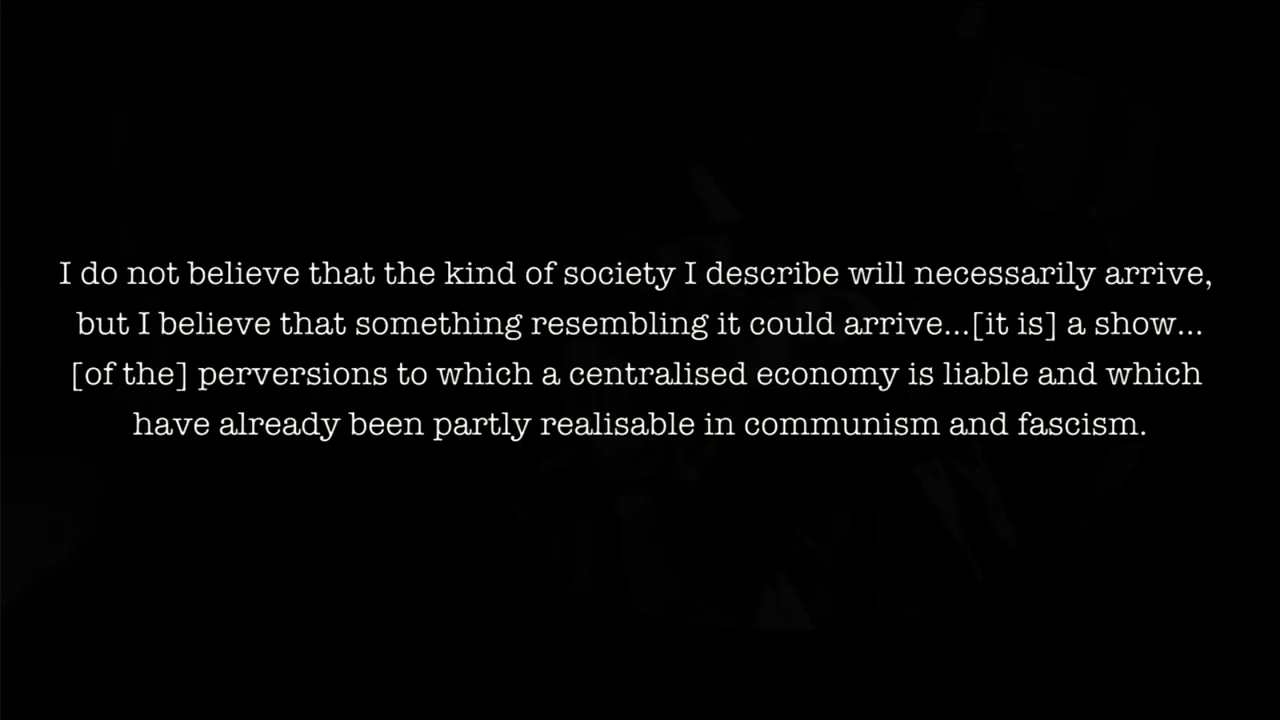 I do not believe that the kind of society I describe will necessarily arrive,
but I believe that something resembling it could arrive...[it is] a show...
[of the] perversions to which a centralised economy is liable and which
have already been partly realisable in communism and fascism.